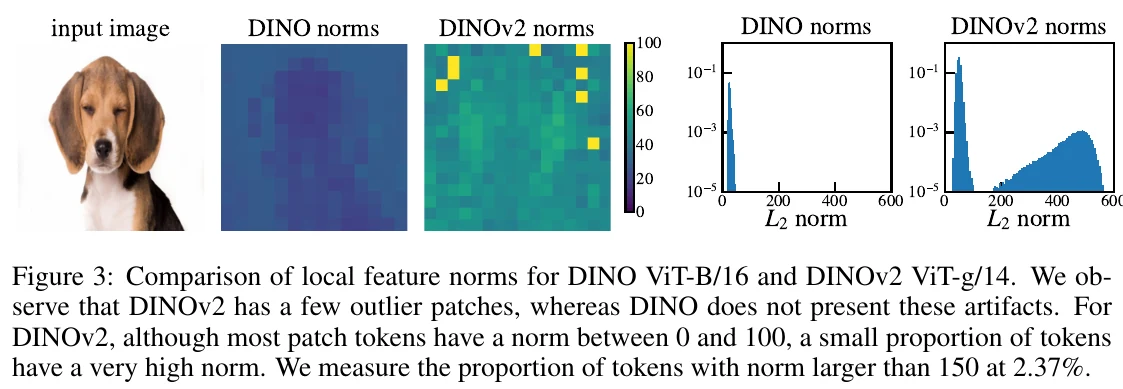 input image
DINO norms
DINOv2 norms
100
80
60
40
20
0
DINO norms
10−1
10−3
10−5
0 200 400 600
L2 norm
DINOv2 norms
10−1
10−3
10−5
0 200 400 600
L2 norm
Figure 3: Comparison of local feature norms for DINO ViT-B/16 and DINOv2 ViT-g/14. We ob-
serve that DINOv2 has a few outlier patches, whereas DINO does not present these artifacts. For
DINOv2, although most patch tokens have a norm between 0 and 100, a small proportion of tokens
have a very high norm. We measure the proportion of tokens with norm larger than 150 at 2.37%.